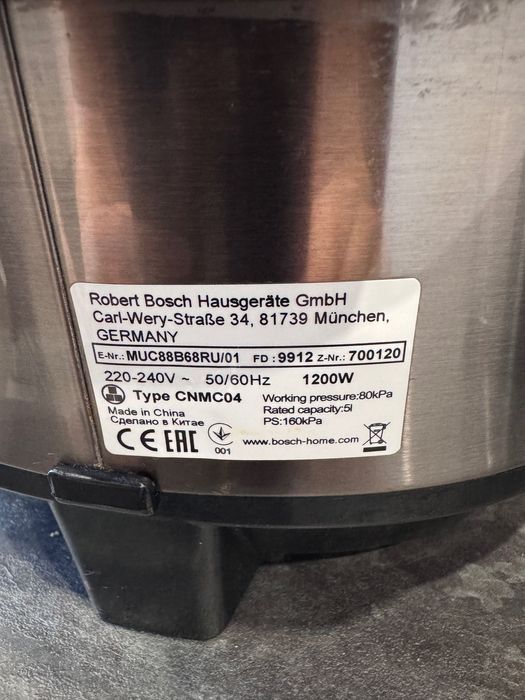 Robert Bosch Hausgeräte GmbH
Carl-Wery-Straße 34, 81739 München,
GERMANY
E-Nr.: MUC88B68RU/01 FD : 9912 Z-Nr.: 700120
220-240V ~ 50/60Hz 1200W
Type CNMC04
Working pressure:80kPa
Made in China
Rated capacity:5l
Сделано в Китае
PS:160kPa
CE EAC
001
www.bosch-home.com